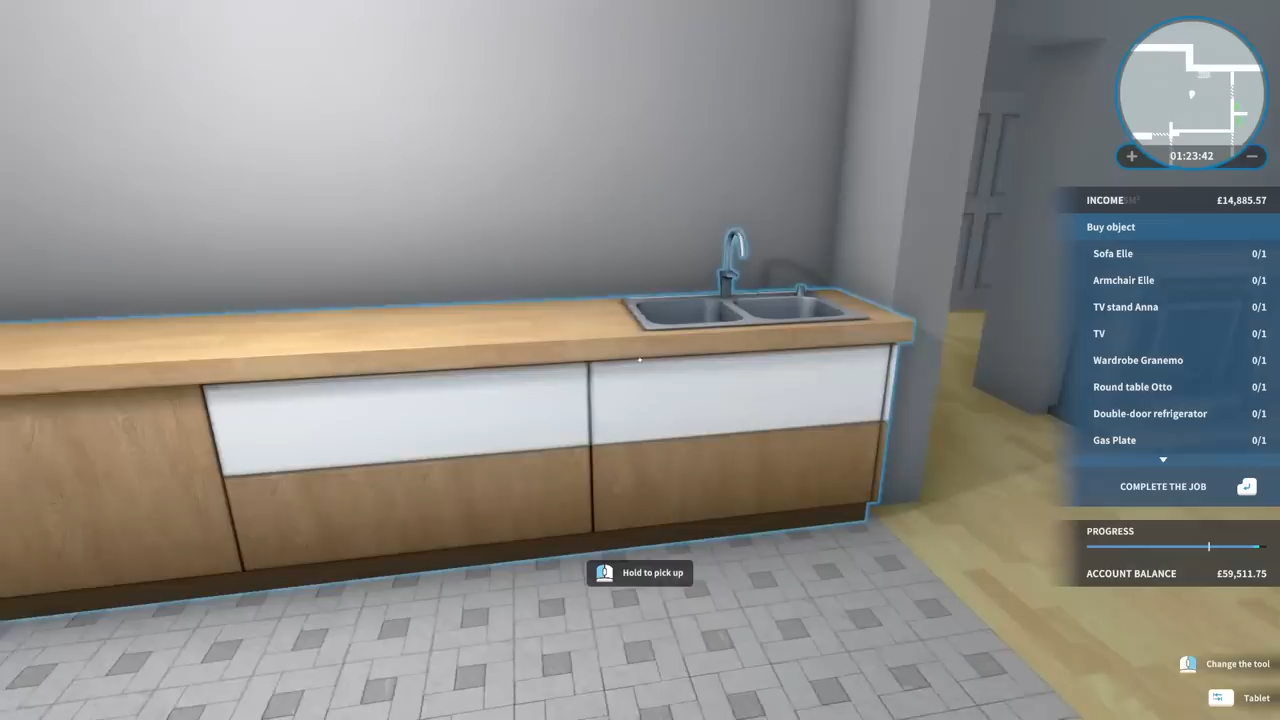 01:23:42
INCOME £14,885.57
Buy object
Sofa Elle 0/1
Armchair Elle 0/1
TV stand Anna 0/1
TV 0/1
Wardrobe Granemo 0/1
Round table Otto 0/1
Double-door refrigerator 0/1
Gas Plate 0/1
COMPLETE THE JOB
PROGRESS
ACCOUNT BALANCE £59,511.75
Hold to pick up
Change the tool
Tablet